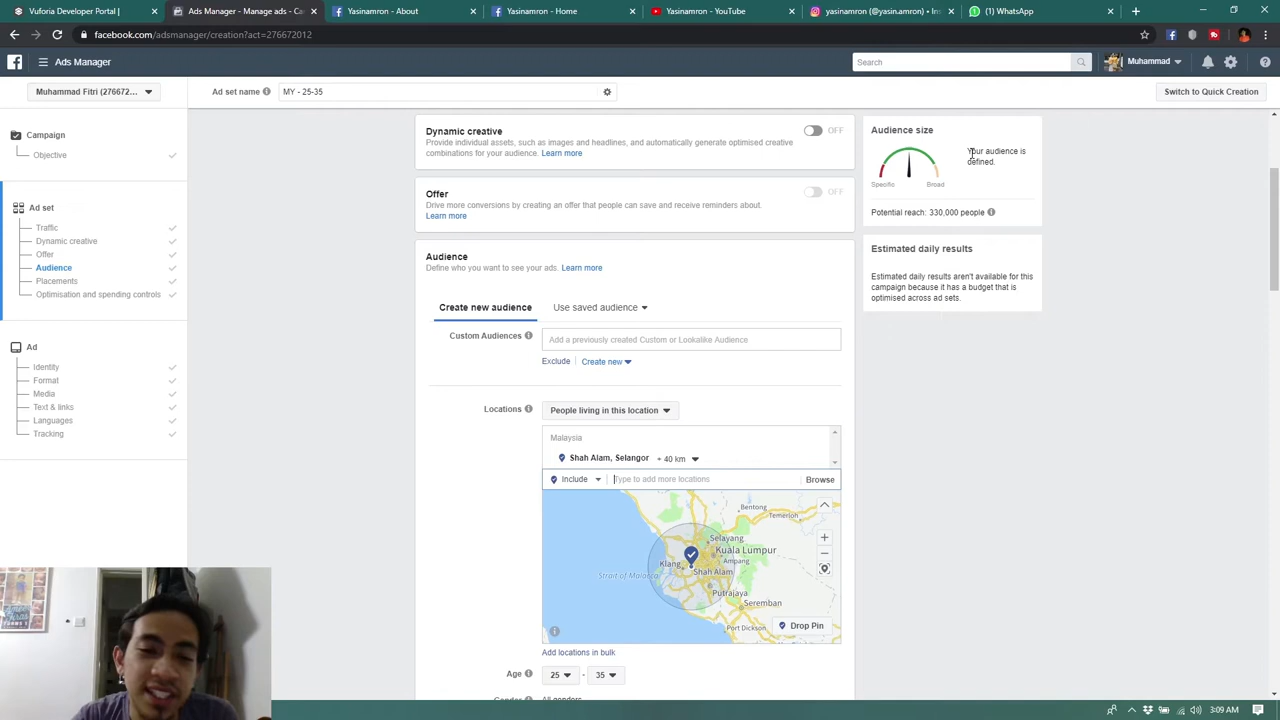 Vuforia Developer Portal |
Ads Manager - Manage ads - Co
Yasinamron
Yasinamron
Yasinamron - YouTube
yasinamron (@yasinamron) • In
facebook.com/adsmanager/creation?act=276672012
Ads Manager
Search
Muhammad
Muhammad Fitri (276672...
Ad set name
MY - 25-35
Switch to Quick Creation
Campaign
Objective
Ad set
Traffic
Dynamic creative
Offer
Audience
Placements
Optimisation and spending controls
Ad
Identity
Format
Media
Text & links
Languages
Tracking
Dynamic creative
OFF
Provide individual assets, such as images and headlines, and automatically generate optimised creative
combinations for your audience. Learn more
Offer
OFF
Drive more conversions by creating an offer that people can save and receive reminders about.
Learn more
Audience
Define who you want to see your ads. Learn more
Create new audience
Use saved audience
Custom Audiences
Add a previously created Custom or Lookalike Audience
Exclude
Create new
Locations
People living in this location
Malaysia
Shah Alam, Selangor + 40 km
Include
Type to add more locations
Browse
Bentong
Temerloh
Selayang
Kuala Lumpur
Klang
Ampang
Shah Alam
Strait of Malacca
Putrajaya
Seremban
Port Dickson
Drop Pin
Add locations in bulk
Age
25 - 35
Gender
All genders
Audience size
Your audience is
defined.
Specific
Broad
Potential reach: 330,000 people
Estimated daily results
Estimated daily results aren't available for this
campaign because it has a budget that is
optimised across ad sets.
3:09 AM